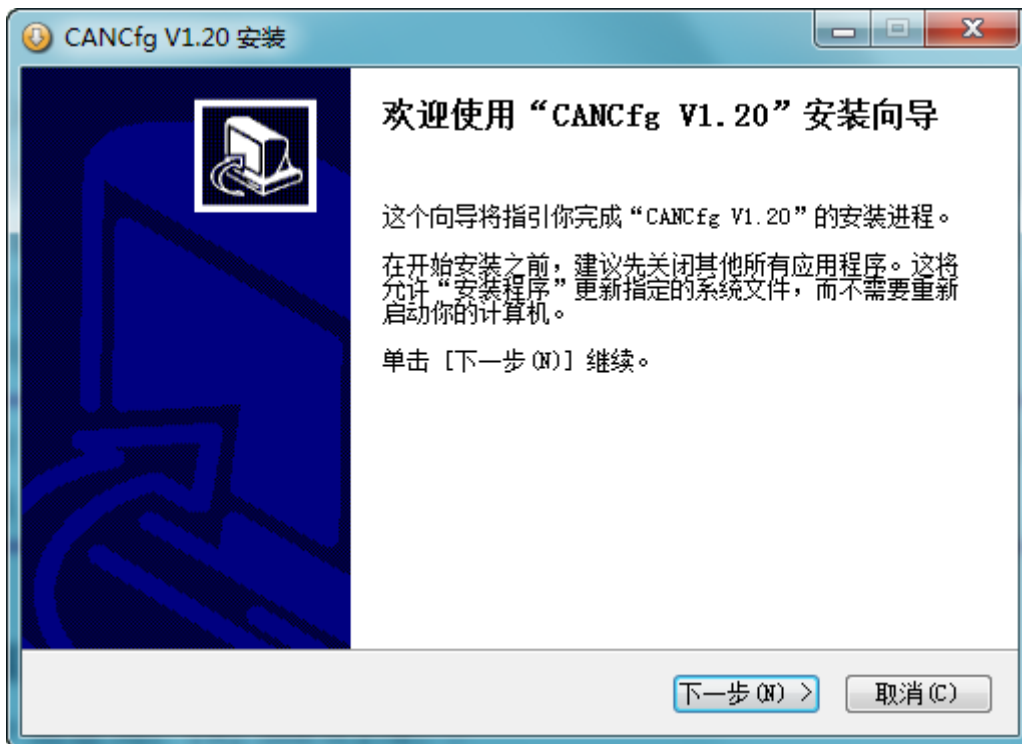 CANCfg V1.20 安装
欢迎使用“CANCfg V1.20”安装向导
这个向导将指引你完成“CANCfg V1.20”的安装进程。
在开始安装之前，建议先关闭其他所有应用程序。这将
允许“安装程序”更新指定的系统文件，而不需要重新
启动你的计算机。
单击 [下一步(N)] 继续。
下一步(N) >
取消(C)